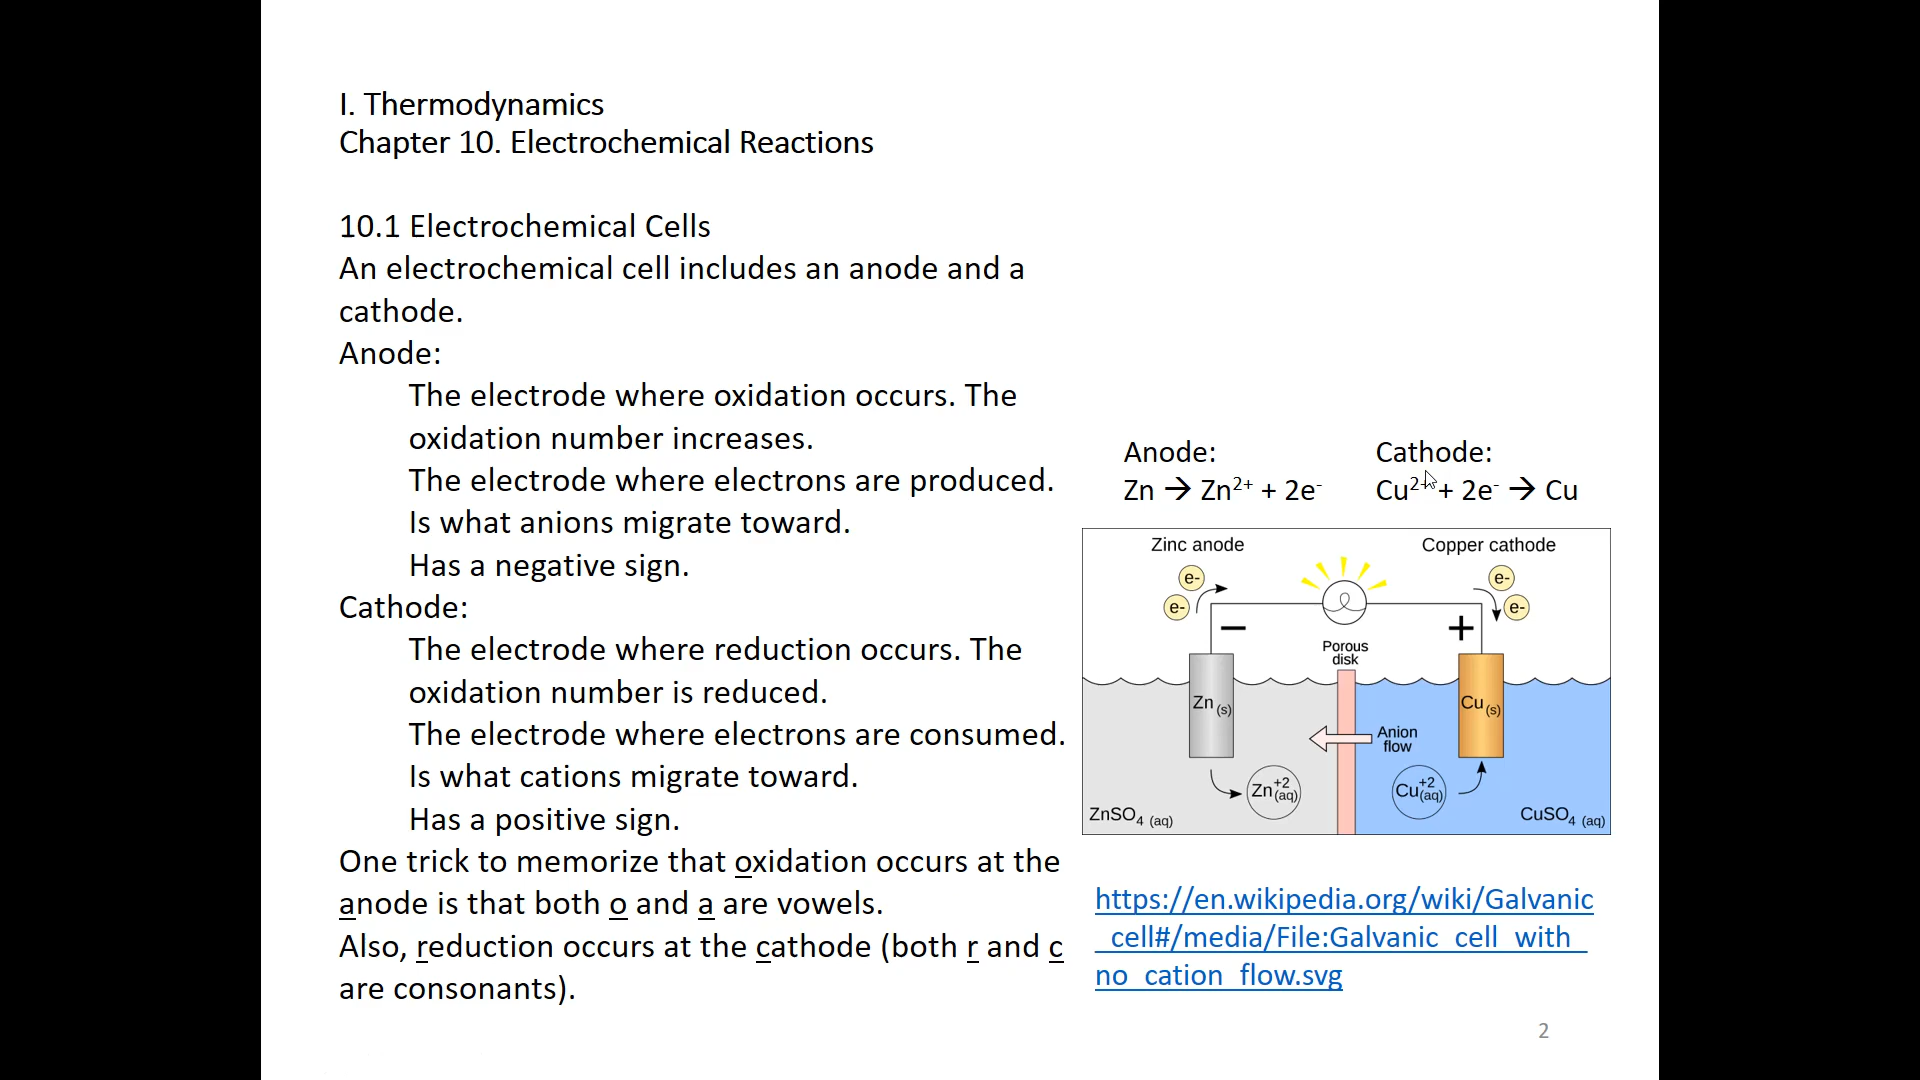 I. Thermodynamics
Chapter 10. Electrochemical Reactions
10.1 Electrochemical Cells
An electrochemical cell includes an anode and a
cathode.
Anode:
The electrode where oxidation occurs. The
oxidation number increases.
The electrode where electrons are produced.
Is what anions migrate toward.
Has a negative sign.
Cathode:
The electrode where reduction occurs. The
oxidation number is reduced.
The electrode where electrons are consumed.
Is what cations migrate toward.
Has a positive sign.
One trick to memorize that oxidation occurs at the
anode is that both o and a are vowels.
Also, reduction occurs at the cathode (both r and c
are consonants).
Anode: Cathode:
Zn → Zn²⁺ + 2e⁻ Cu²⁺ + 2e⁻ → Cu
Zinc anode Copper cathode
e- e-
e- e-
− +
Porous
disk
Zn (s) Cu (s)
Anion
flow
Zn +2 (aq) Cu +2 (aq)
ZnSO₄ (aq) CuSO₄ (aq)
https://en.wikipedia.org/wiki/Galvanic
_cell#/media/File:Galvanic_cell_with_
no_cation_flow.svg
2